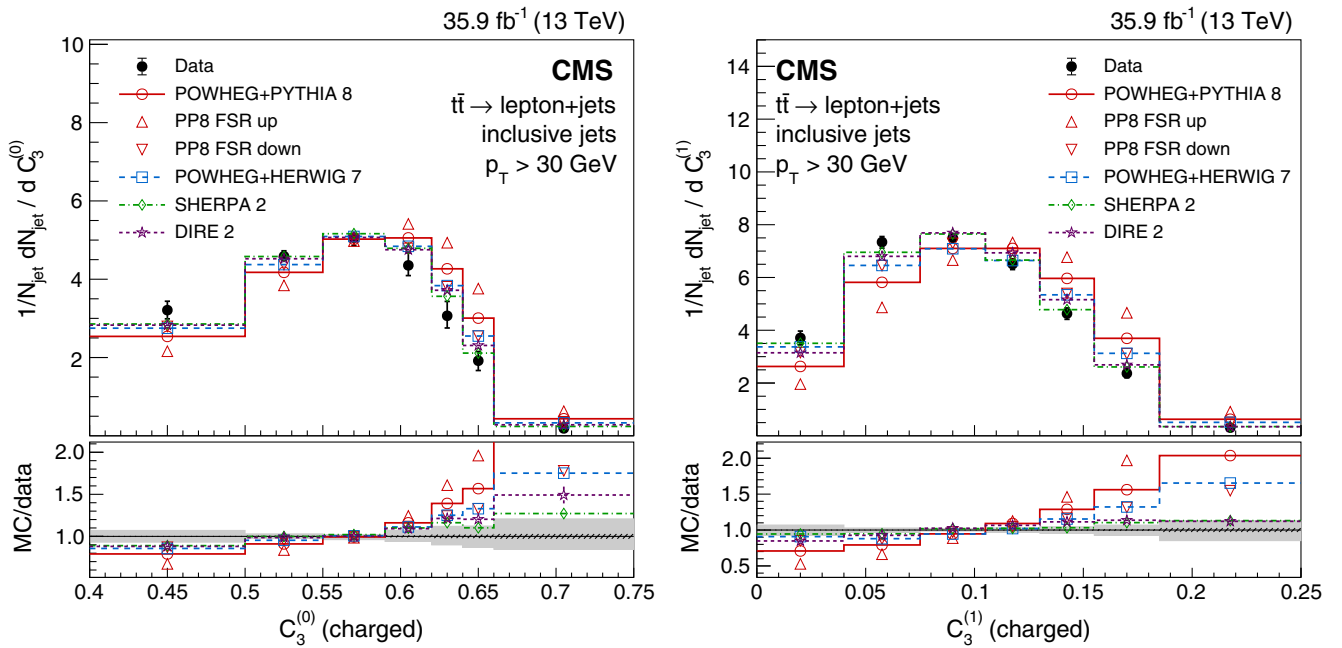 35.9 fb⁻¹ (13 TeV)
1/N_jet dN_jet / d C_3^(0)
10
8
6
4
2
Data
POWHEG+PYTHIA 8
PP8 FSR up
PP8 FSR down
POWHEG+HERWIG 7
SHERPA 2
DIRE 2
CMS
tt̄ → lepton+jets
inclusive jets
p_T > 30 GeV
MC/data
2.0
1.5
1.0
0.4 0.45 0.5 0.55 0.6 0.65 0.7 0.75
C_3^(0) (charged)
35.9 fb⁻¹ (13 TeV)
1/N_jet dN_jet / d C_3^(1)
14
12
10
8
6
4
2
CMS
tt̄ → lepton+jets
inclusive jets
p_T > 30 GeV
Data
POWHEG+PYTHIA 8
PP8 FSR up
PP8 FSR down
POWHEG+HERWIG 7
SHERPA 2
DIRE 2
MC/data
2.0
1.5
1.0
0.5
0 0.05 0.1 0.15 0.2 0.25
C_3^(1) (charged)